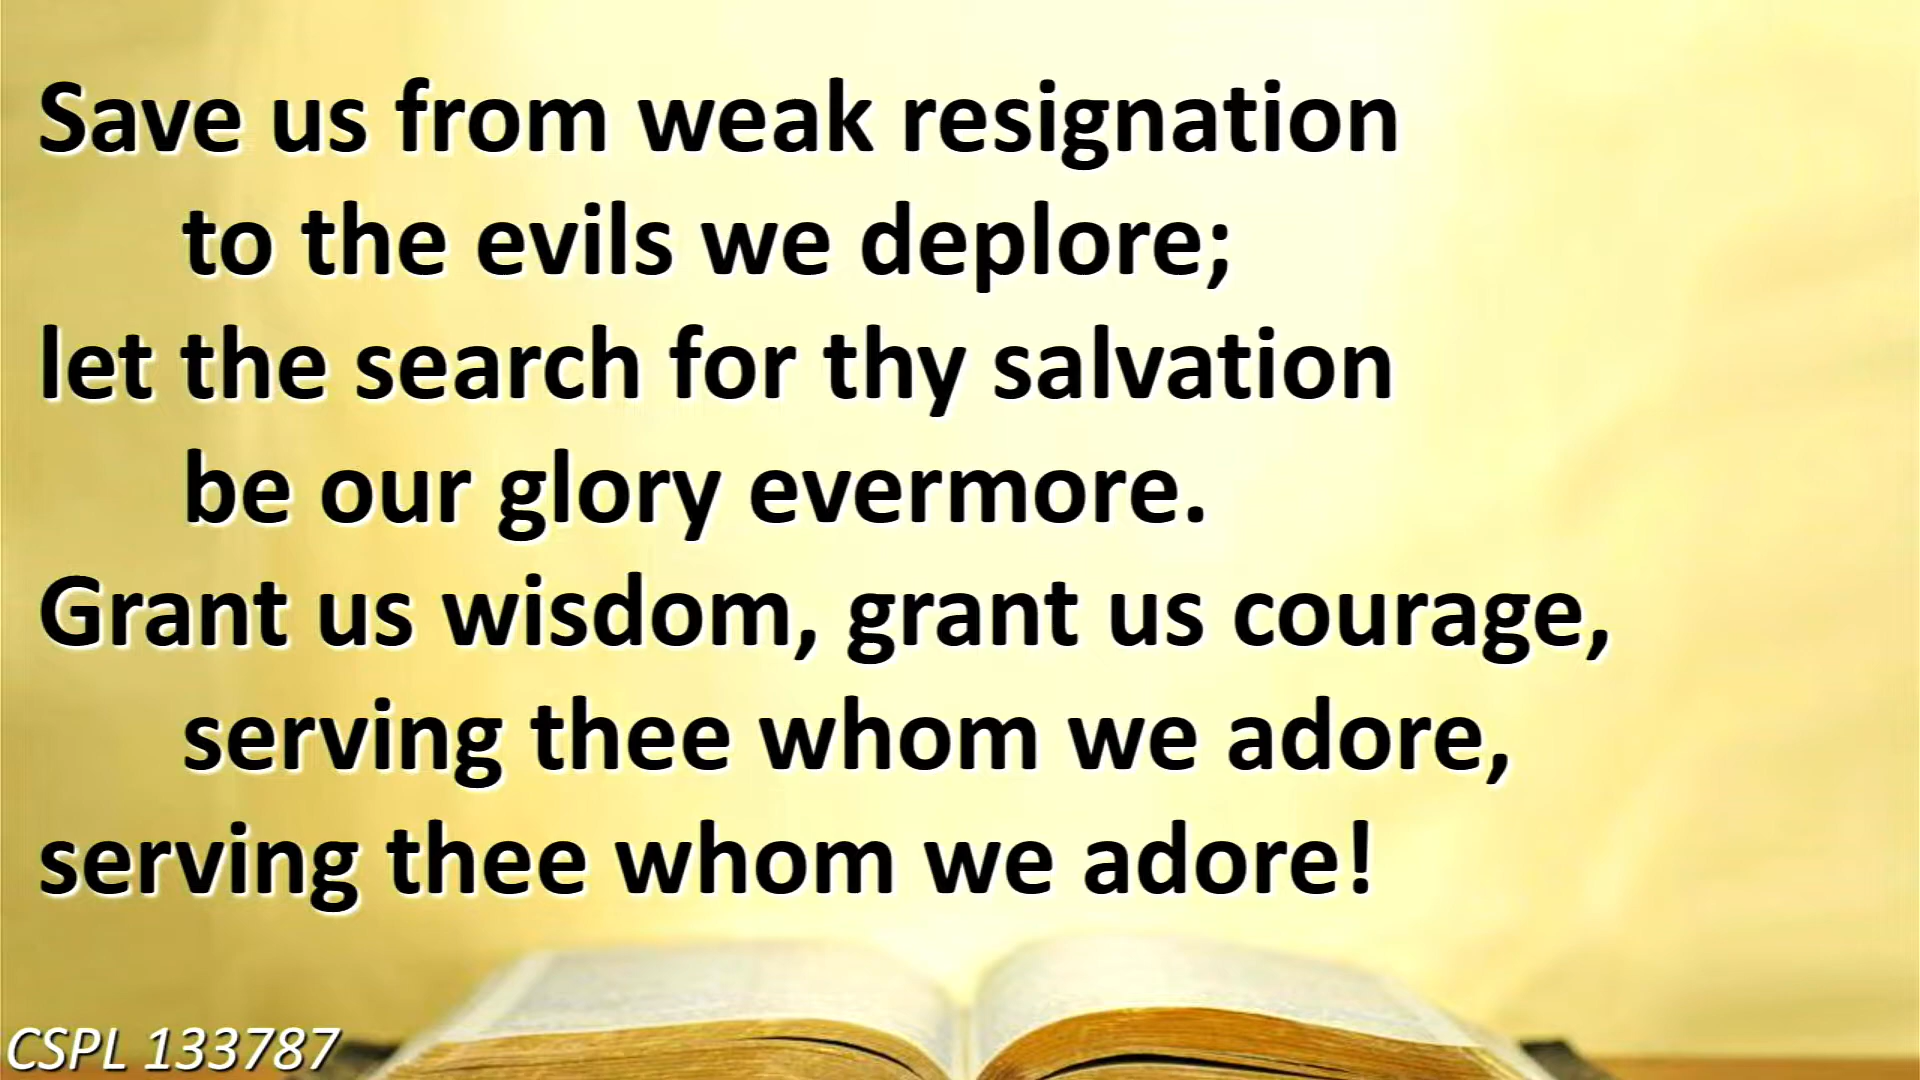 Save us from weak resignation
to the evils we deplore;
let the search for thy salvation
be our glory evermore.
Grant us wisdom, grant us courage,
serving thee whom we adore,
serving thee whom we adore!
CSPL 133787